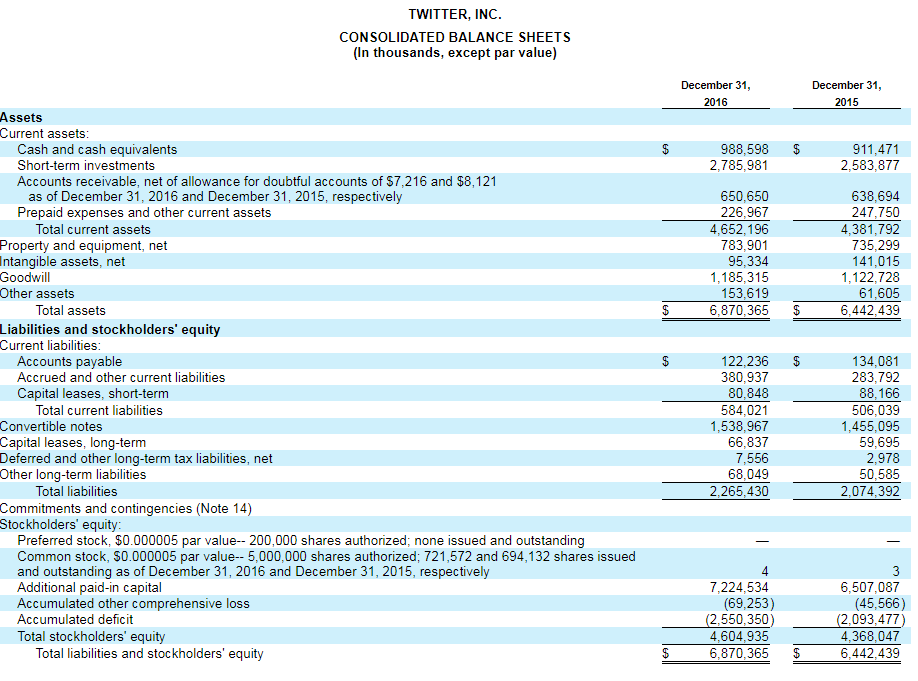 TWITTER, INC.
CONSOLIDATED BALANCE SHEETS
(In thousands, except par value)
December 31, December 31,
2016 2015
Assets
Current assets:
Cash and cash equivalents $ 988,598 $ 911,471
Short-term investments 2,785,981 2,583,877
Accounts receivable, net of allowance for doubtful accounts of $7,216 and $8,121
as of December 31, 2016 and December 31, 2015, respectively 650,650 638,694
Prepaid expenses and other current assets 226,967 247,750
Total current assets 4,652,196 4,381,792
Property and equipment, net 783,901 735,299
Intangible assets, net 95,334 141,015
Goodwill 1,185,315 1,122,728
Other assets 153,619 61,605
Total assets $ 6,870,365 $ 6,442,439
Liabilities and stockholders' equity
Current liabilities:
Accounts payable $ 122,236 $ 134,081
Accrued and other current liabilities 380,937 283,792
Capital leases, short-term 80,848 88,166
Total current liabilities 584,021 506,039
Convertible notes 1,538,967 1,455,095
Capital leases, long-term 66,837 59,695
Deferred and other long-term tax liabilities, net 7,556 2,978
Other long-term liabilities 68,049 50,585
Total liabilities 2,265,430 2,074,392
Commitments and contingencies (Note 14)
Stockholders' equity:
Preferred stock, $0.000005 par value-- 200,000 shares authorized; none issued and outstanding — —
Common stock, $0.000005 par value-- 5,000,000 shares authorized; 721,572 and 694,132 shares issued
and outstanding as of December 31, 2016 and December 31, 2015, respectively 4 3
Additional paid-in capital 7,224,534 6,507,087
Accumulated other comprehensive loss (69,253) (45,566)
Accumulated deficit (2,550,350) (2,093,477)
Total stockholders' equity 4,604,935 4,368,047
Total liabilities and stockholders' equity $ 6,870,365 $ 6,442,439